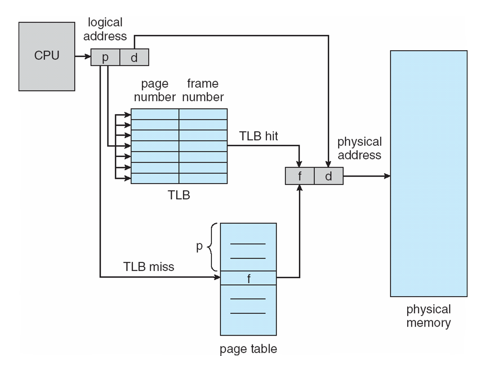 logical
address
CPU
p
d
page
number
frame
number
TLB hit
physical
address
f
d
TLB
p
TLB miss
f
physical
memory
page table